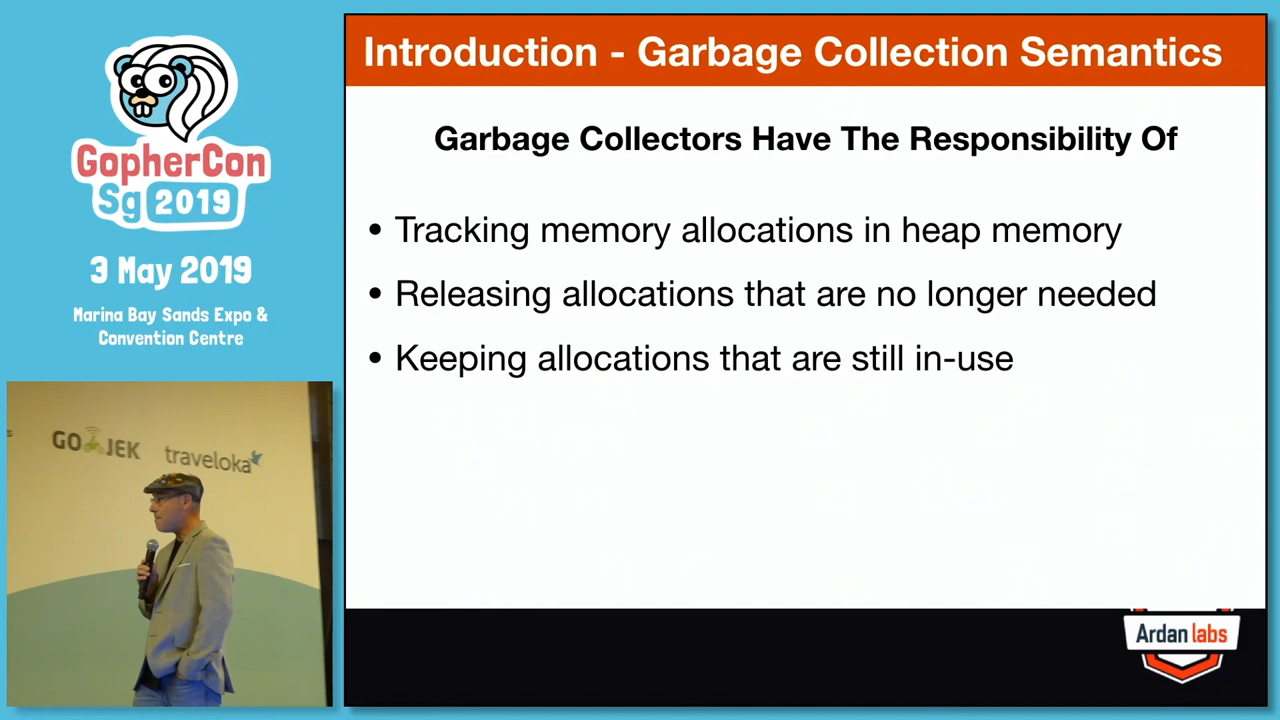 GopherCon
Sg 2019
3 May 2019
Marina Bay Sands Expo &
Convention Centre
GO JEK
traveloka
Introduction - Garbage Collection Semantics
Garbage Collectors Have The Responsibility Of
• Tracking memory allocations in heap memory
• Releasing allocations that are no longer needed
• Keeping allocations that are still in-use
Ardan labs